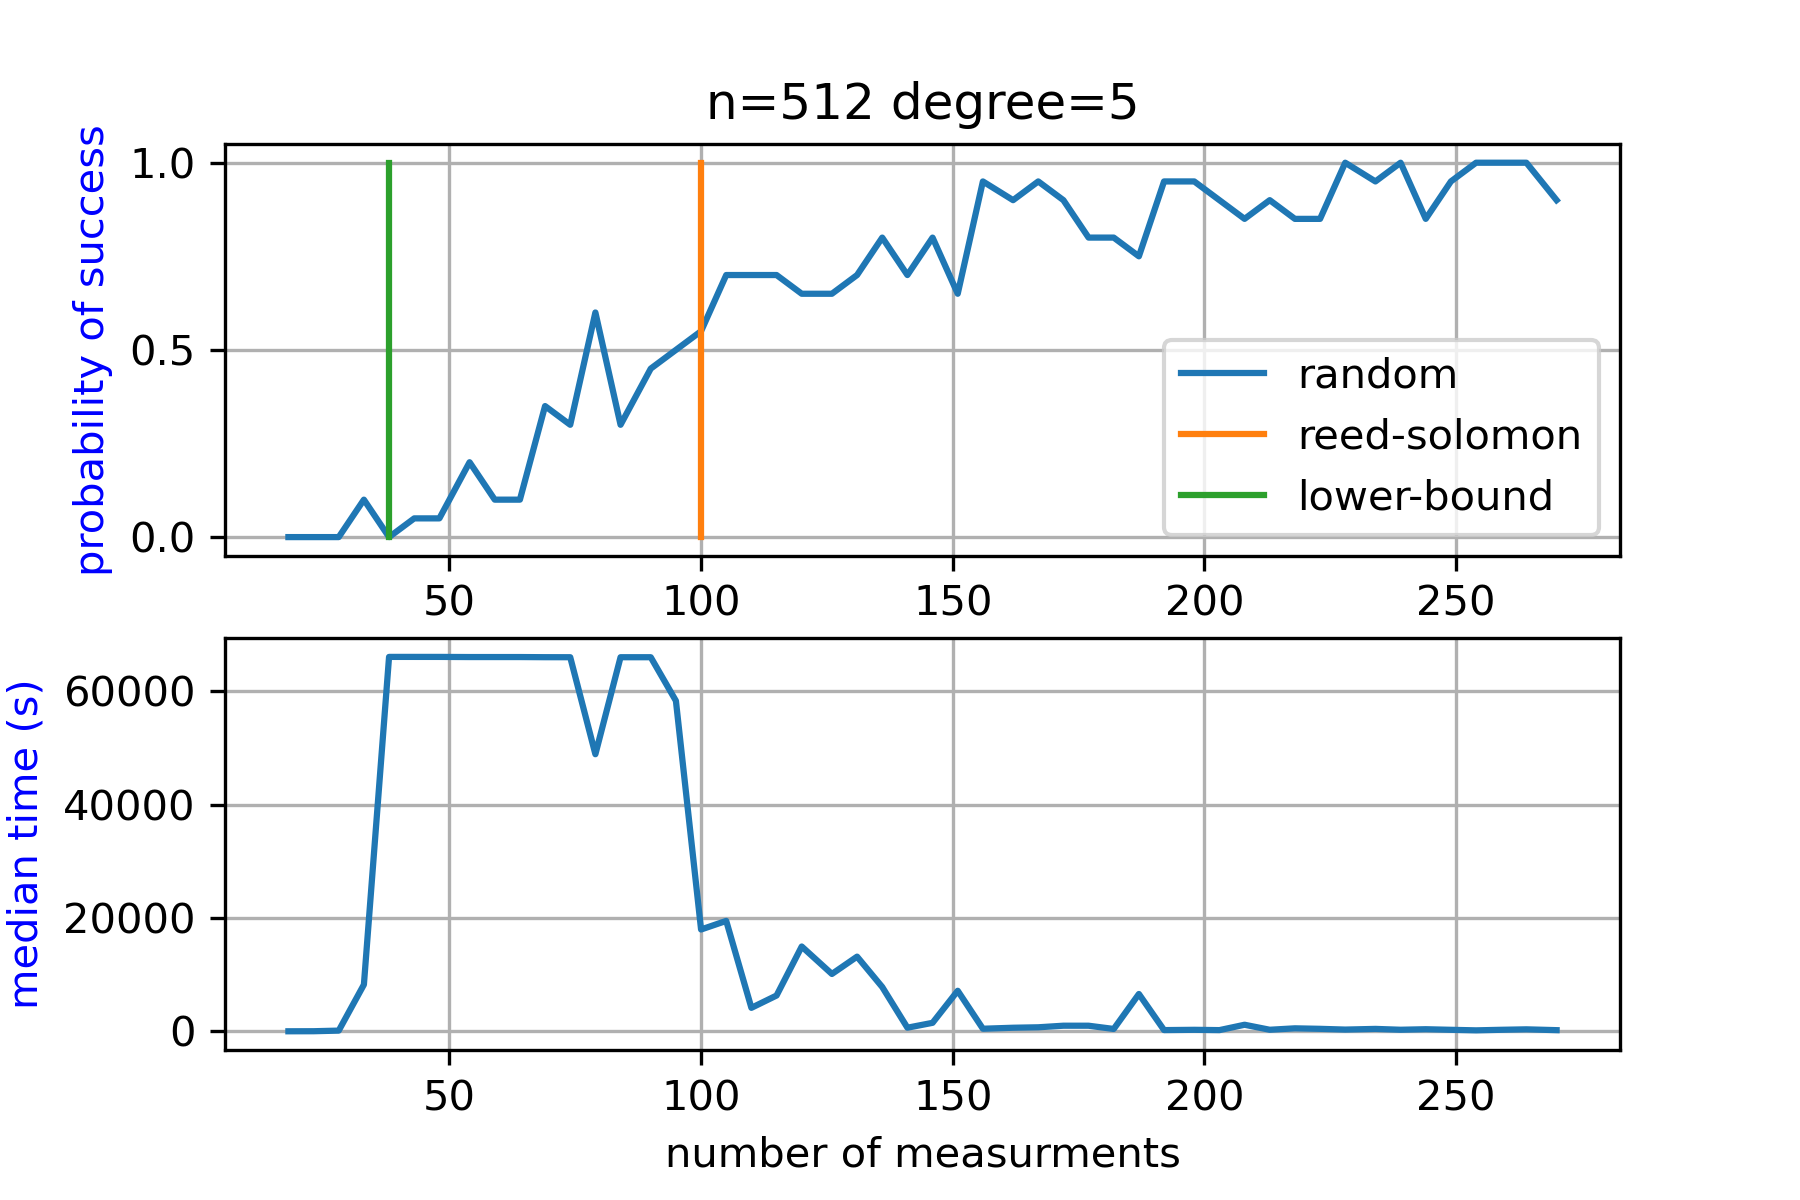 n=512 degree=5
probability of success
1.0
0.5
0.0
random
reed-solomon
lower-bound
50 100 150 200 250
median time (s)
60000
40000
20000
0
50 100 150 200 250
number of measurments